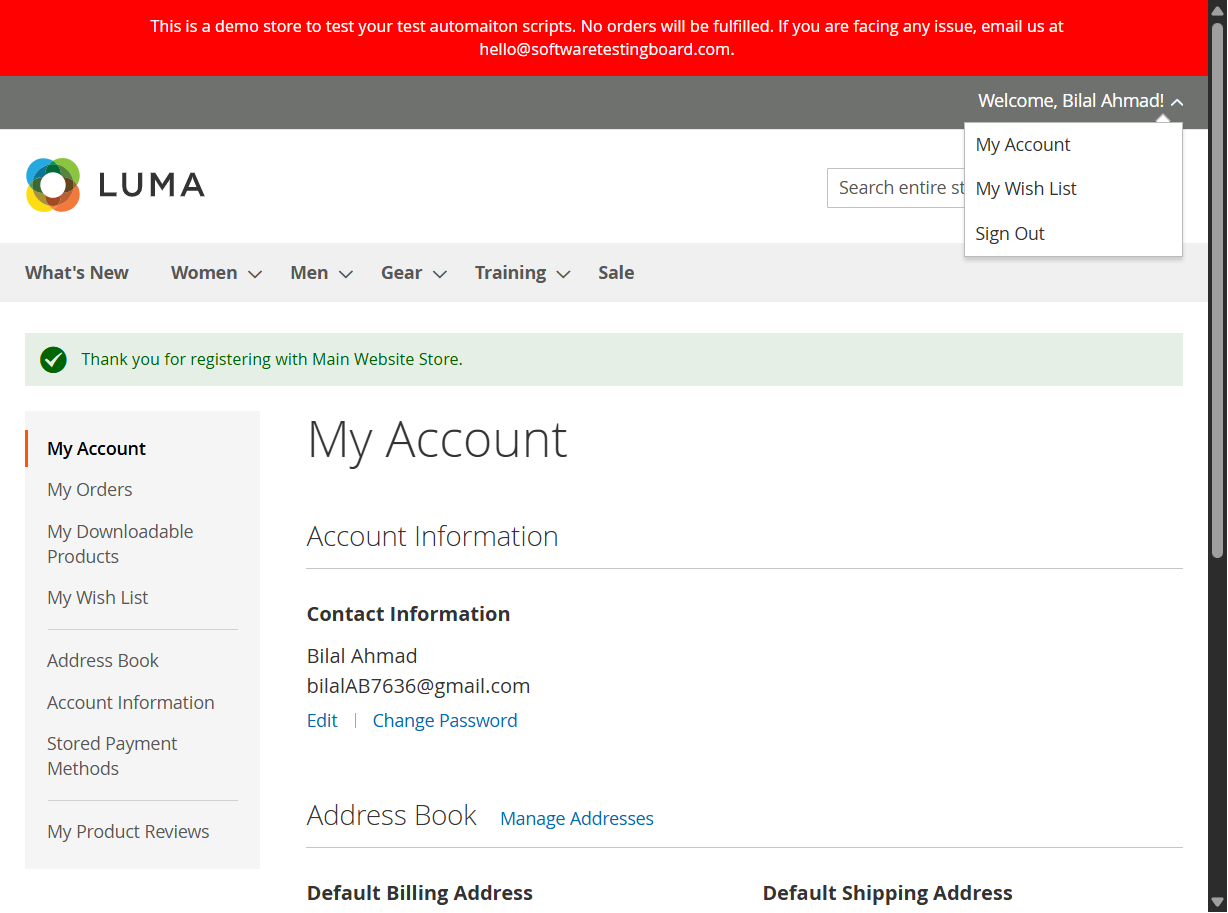 This is a demo store to test your test automaiton scripts. No orders will be fulfilled. If you are facing any issue, email us at
hello@softwaretestingboard.com.
Welcome, Bilal Ahmad!
My Account
My Wish List
Sign Out
LUMA
Search entire st
What's New Women Men Gear Training Sale
Thank you for registering with Main Website Store.
My Account
My Orders
My Downloadable
Products
My Wish List
Address Book
Account Information
Stored Payment
Methods
My Product Reviews
My Account
Account Information
Contact Information
Bilal Ahmad
bilalAB7636@gmail.com
Edit | Change Password
Address Book Manage Addresses
Default Billing Address Default Shipping Address